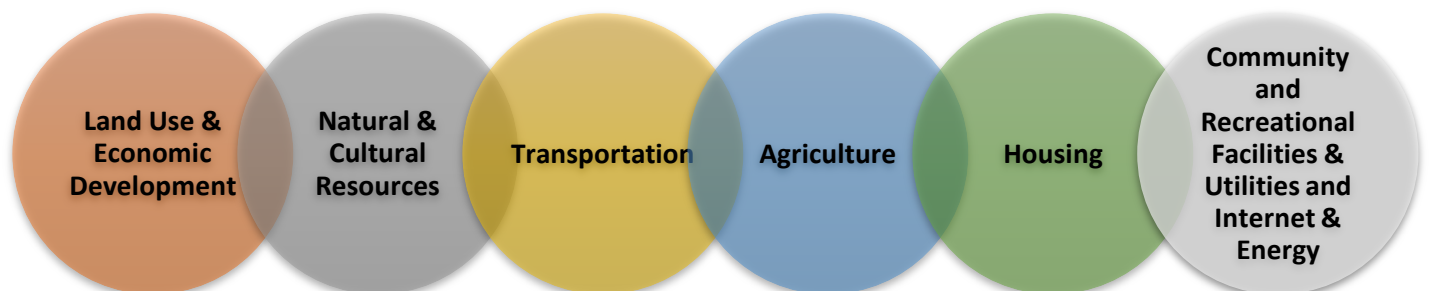 Land Use &
Economic
Development
Natural &
Cultural
Resources
Transportation
Agriculture
Housing
Community
and
Recreational
Facilities &
Utilities and
Internet &
Energy